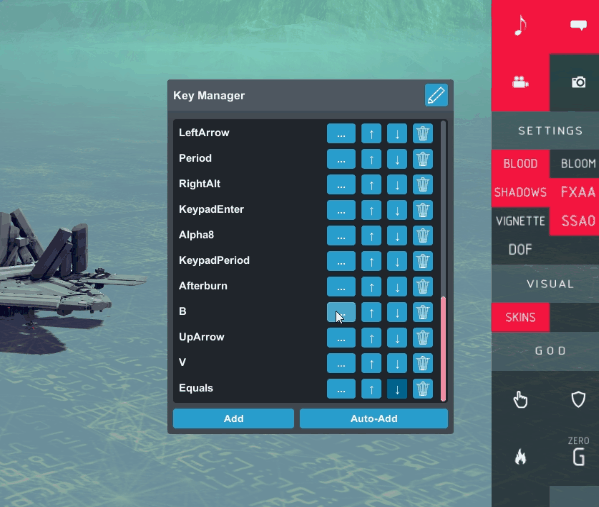 Key Manager
LeftArrow ... ↑ ↓
Period ... ↑ ↓
RightAlt ... ↑ ↓
KeypadEnter ... ↑ ↓
Alpha8 ... ↑ ↓
KeypadPeriod ... ↑ ↓
Afterburn ... ↑ ↓
B ... ↑ ↓
UpArrow ... ↑ ↓
V ... ↑ ↓
Equals ... ↑ ↓
Add Auto-Add
SETTINGS
BLOOD BLOOM
SHADOWS FXAA
VIGNETTE SSAO
DOF
VISUAL
SKINS
GOD
ZERO
G